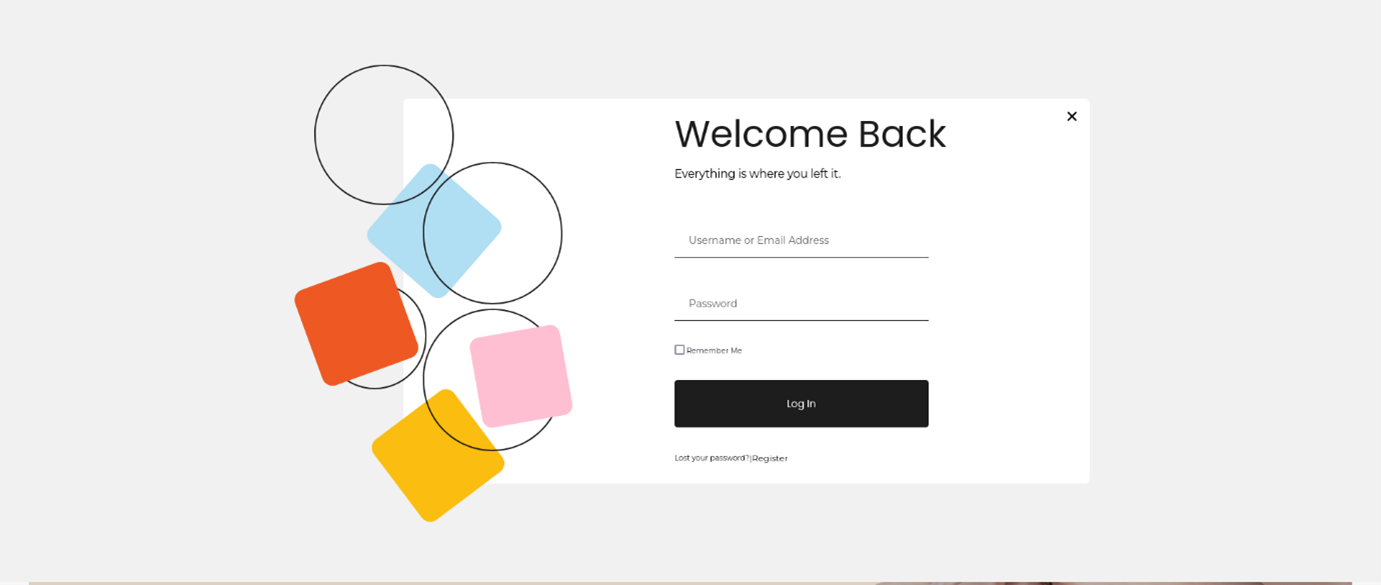 Welcome Back
Everything is where you left it.
Username or Email Address
Password
Remember Me
Log In
Lost your password?|Register